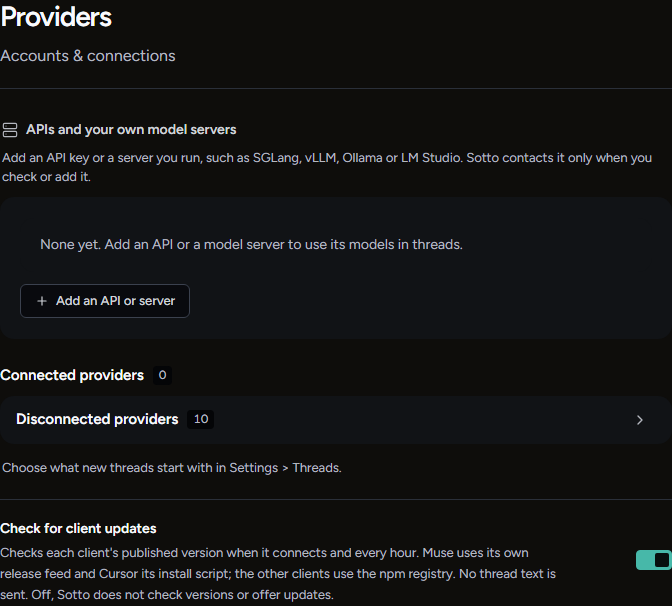 Providers
Accounts & connections
APIs and your own model servers
Add an API key or a server you run, such as SGLang, vLLM, Ollama or LM Studio. Sotto contacts it only when you
check or add it.
None yet. Add an API or a model server to use its models in threads.
+ Add an API or server
Connected providers 0
Disconnected providers 10
Choose what new threads start with in Settings > Threads.
Check for client updates
Checks each client's published version when it connects and every hour. Muse uses its own
release feed and Cursor its install script; the other clients use the npm registry. No thread text is
sent. Off, Sotto does not check versions or offer updates.